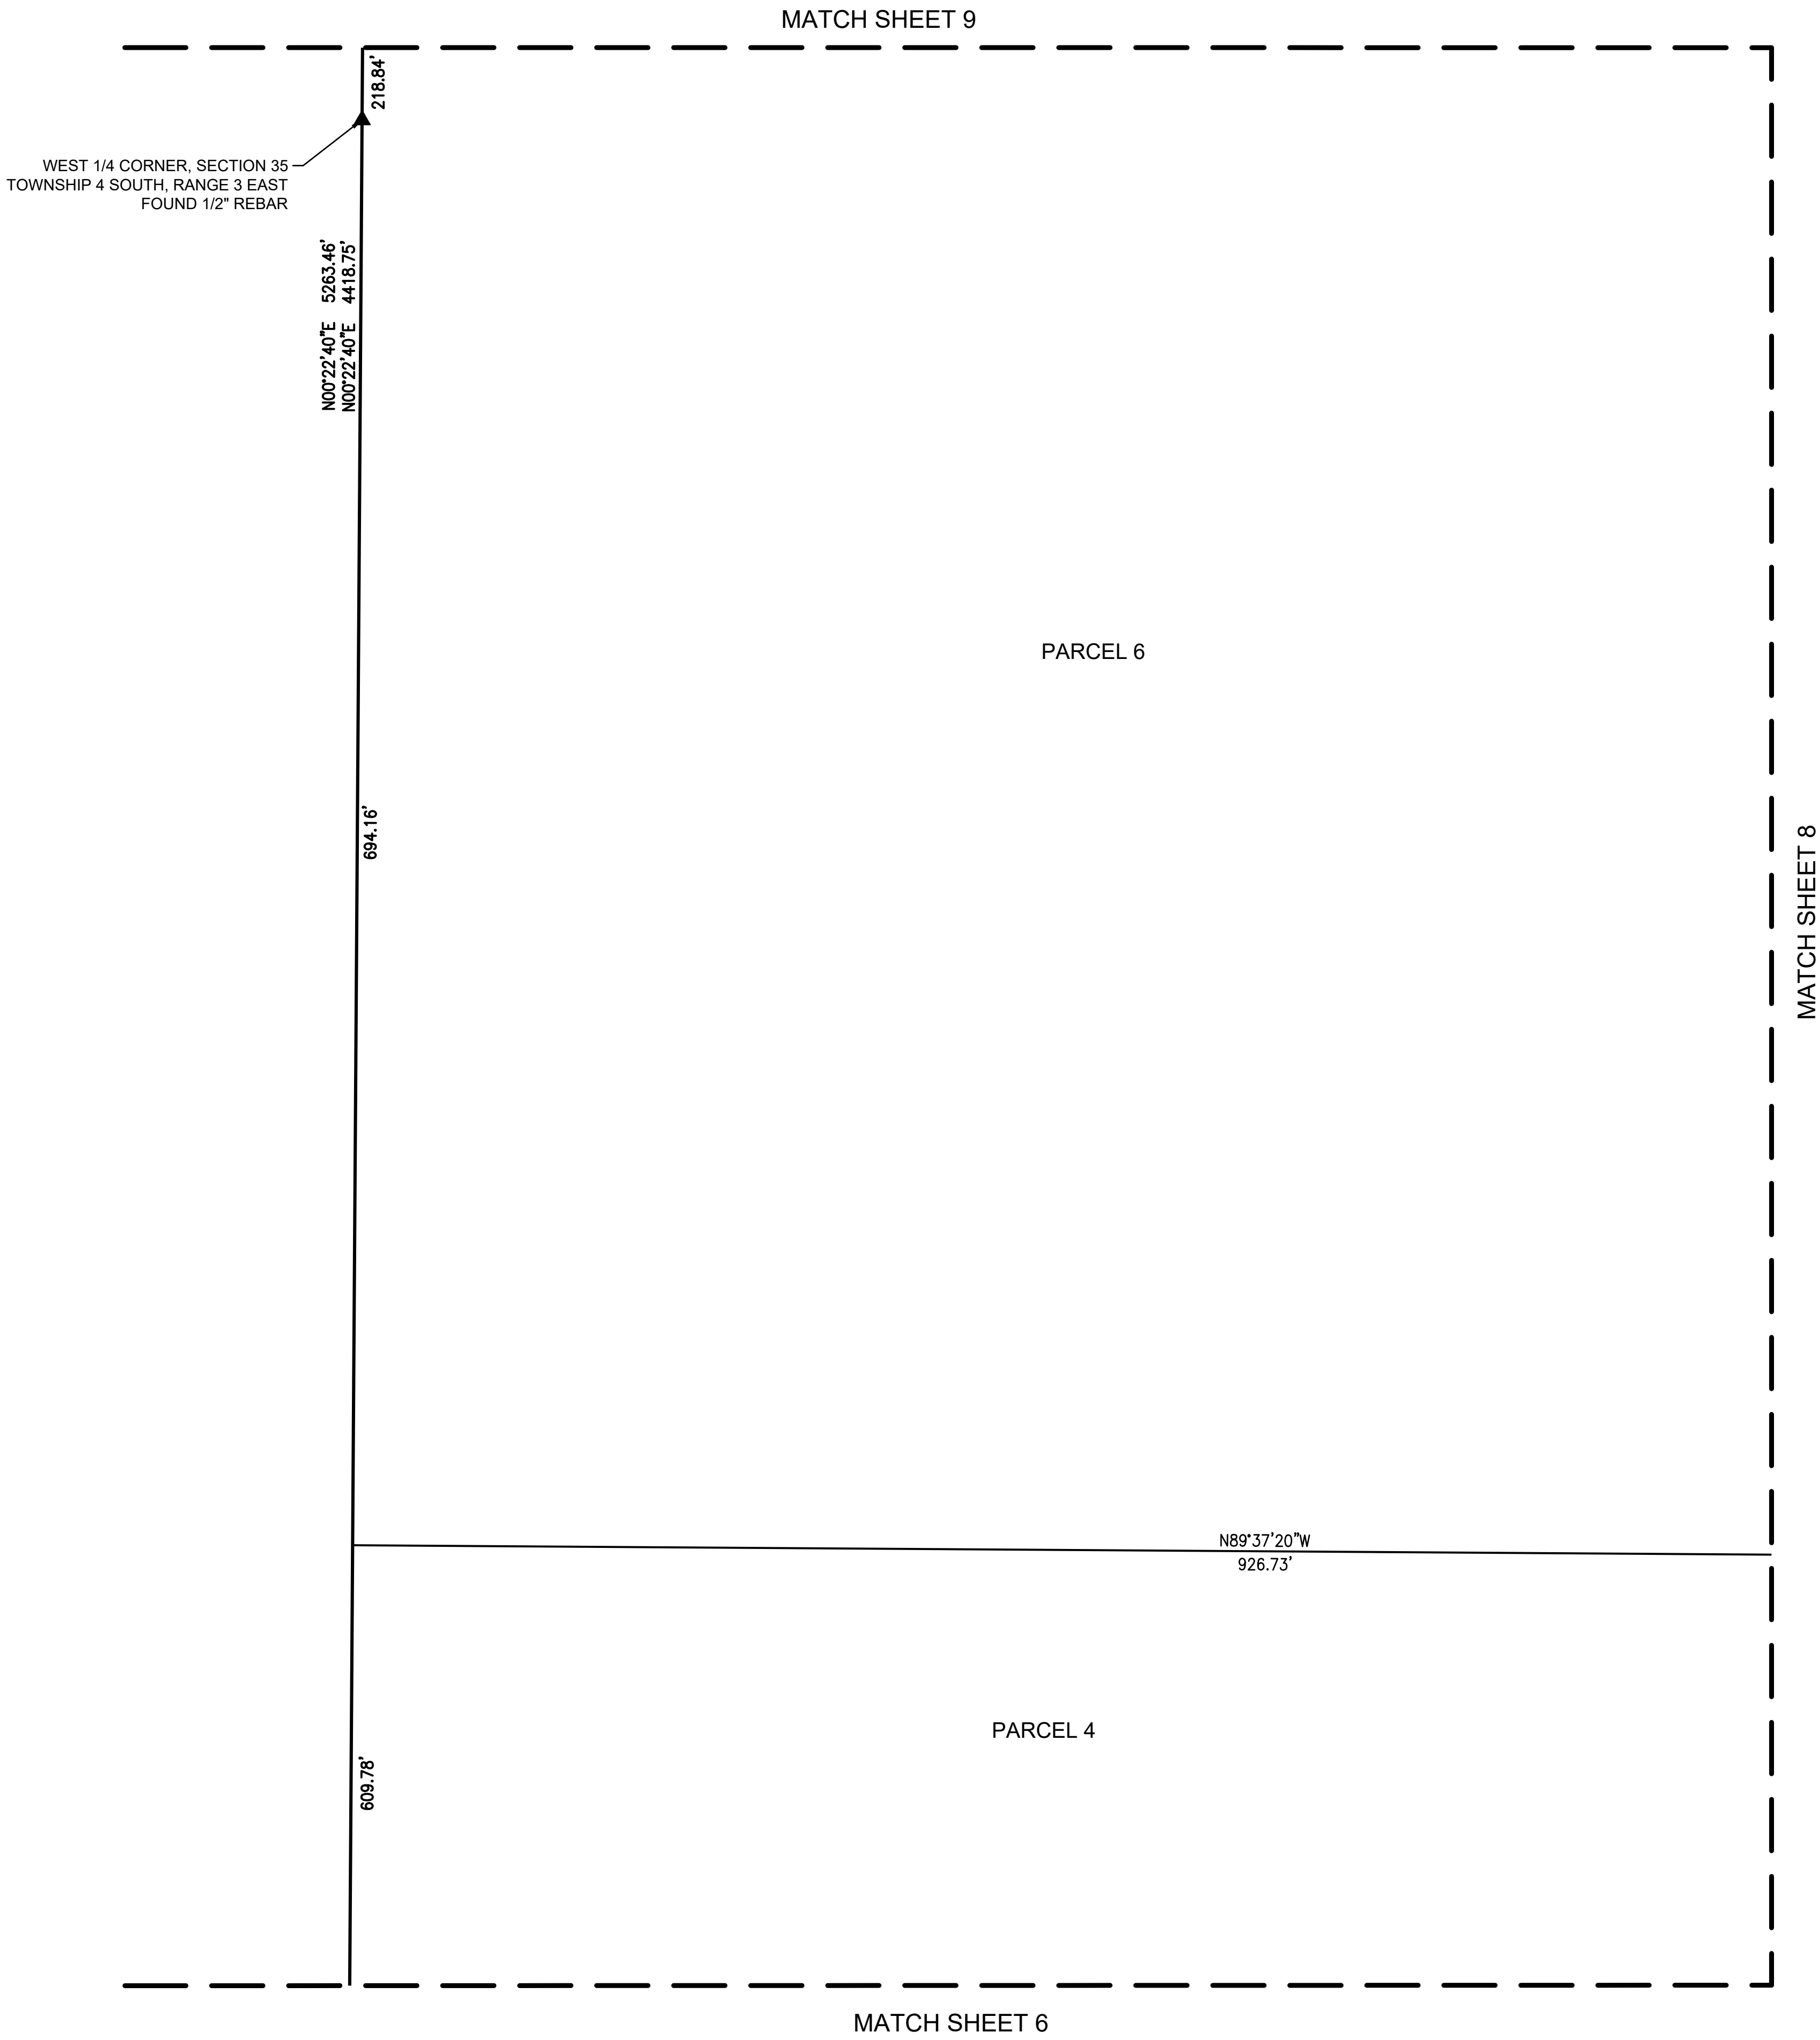 MATCH SHEET 9
218.84'
WEST 1/4 CORNER, SECTION 35
TOWNSHIP 4 SOUTH, RANGE 3 EAST
FOUND 1/2" REBAR
N00°22'40"E 5263.46'
N00°22'40"E 4418.75'
PARCEL 6
694.16'
MATCH SHEET 8
N89°37'20"W
926.73'
PARCEL 4
609.78'
MATCH SHEET 6